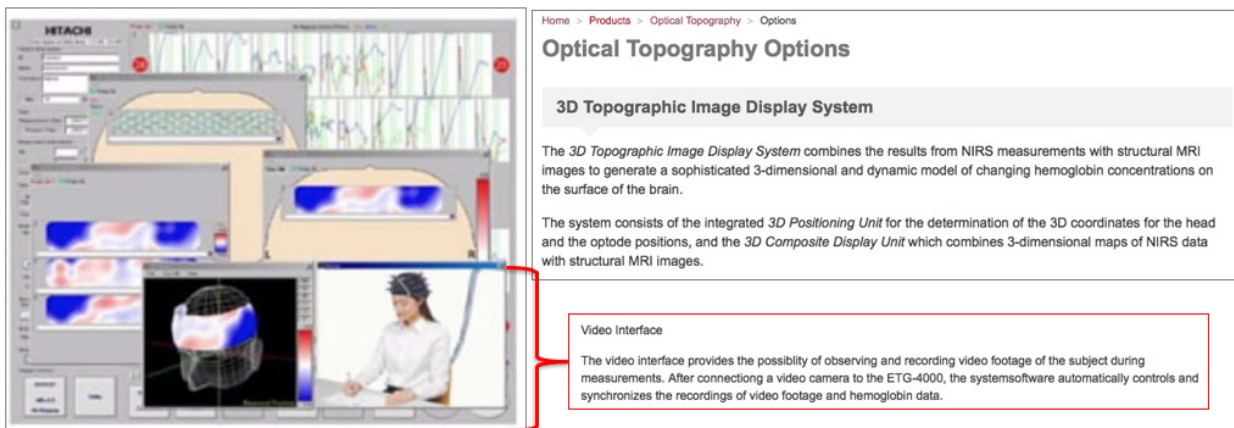 HITACHI
L
R
Home > Products > Optical Topography > Options
Optical Topography Options
3D Topographic Image Display System
The 3D Topographic Image Display System combines the results from NIRS measurements with structural MRI
images to generate a sophisticated 3-dimensional and dynamic model of changing hemoglobin concentrations on
the surface of the brain.
The system consists of the integrated 3D Positioning Unit for the determination of the 3D coordinates for the head
and the optode positions, and the 3D Composite Display Unit which combines 3-dimensional maps of NIRS data
with structural MRI images.
Video Interface
The video interface provides the possiblity of observing and recording video footage of the subject during
measurements. After connectiong a video camera to the ETG-4000, the systemsoftware automatically controls and
synchronizes the recordings of video footage and hemoglobin data.